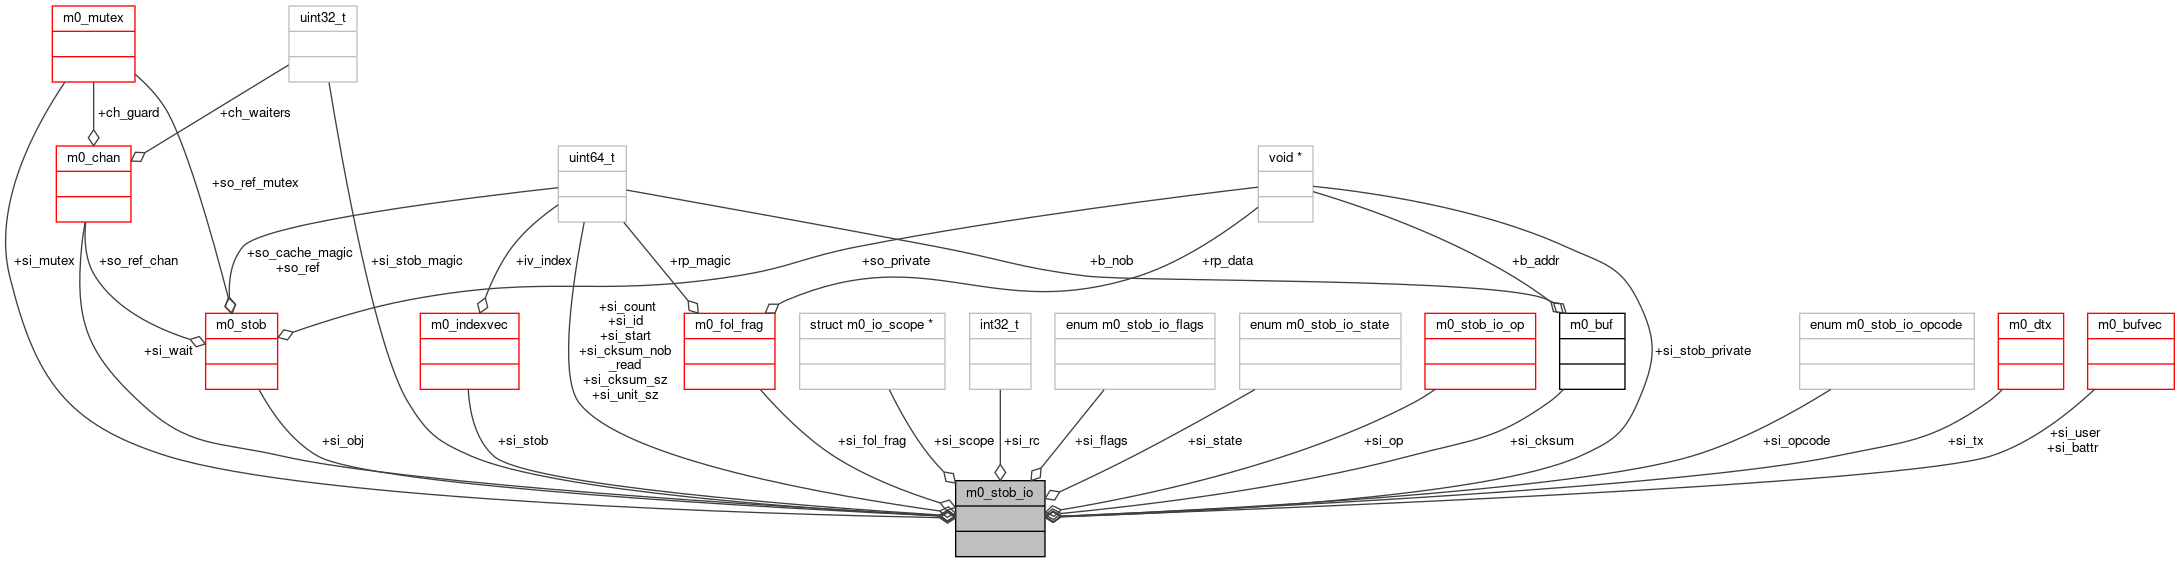 m0_mutex
uint32_t
+ch_guard
+ch_waiters
m0_chan
uint64_t
void *
+so_ref_mutex
+si_mutex
+so_ref_chan
+so_cache_magic
+so_ref
+si_stob_magic
+iv_index
+rp_magic
+so_private
+rp_data
+b_nob
+b_addr
+si_count
+si_id
+si_start
+si_cksum_nob
_read
+si_cksum_sz
+si_unit_sz
+si_wait
m0_stob
m0_indexvec
m0_fol_frag
struct m0_io_scope *
int32_t
enum m0_stob_io_flags
enum m0_stob_io_state
m0_stob_io_op
m0_buf
+si_stob_private
enum m0_stob_io_opcode
m0_dtx
m0_bufvec
+si_obj
+si_stob
+si_fol_frag
+si_scope
+si_rc
+si_flags
+si_state
+si_op
+si_cksum
+si_opcode
+si_tx
+si_user
+si_battr
m0_stob_io